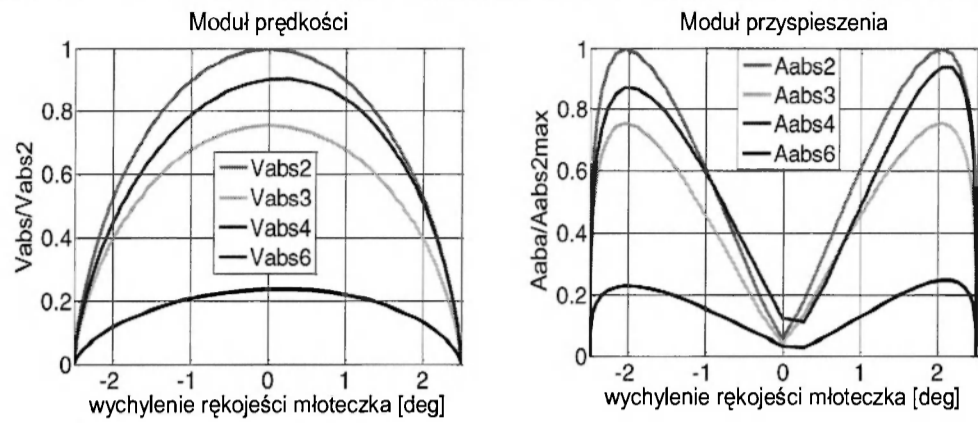 Moduł prędkości
Vabs/Vabs2
1
0.8
0.6
0.4
0.2
0
Vabs2
Vabs3
Vabs4
Vabs6
-2 -1 0 1 2
wychylenie rękojeści młoteczka [deg]
Moduł przyspieszenia
Aaba/Aabs2max
1
0.8
0.6
0.4
0.2
0
Aabs2
Aabs3
Aabs4
Aabs6
-2 -1 0 1 2
wychylenie rękojeści młoteczka [deg]